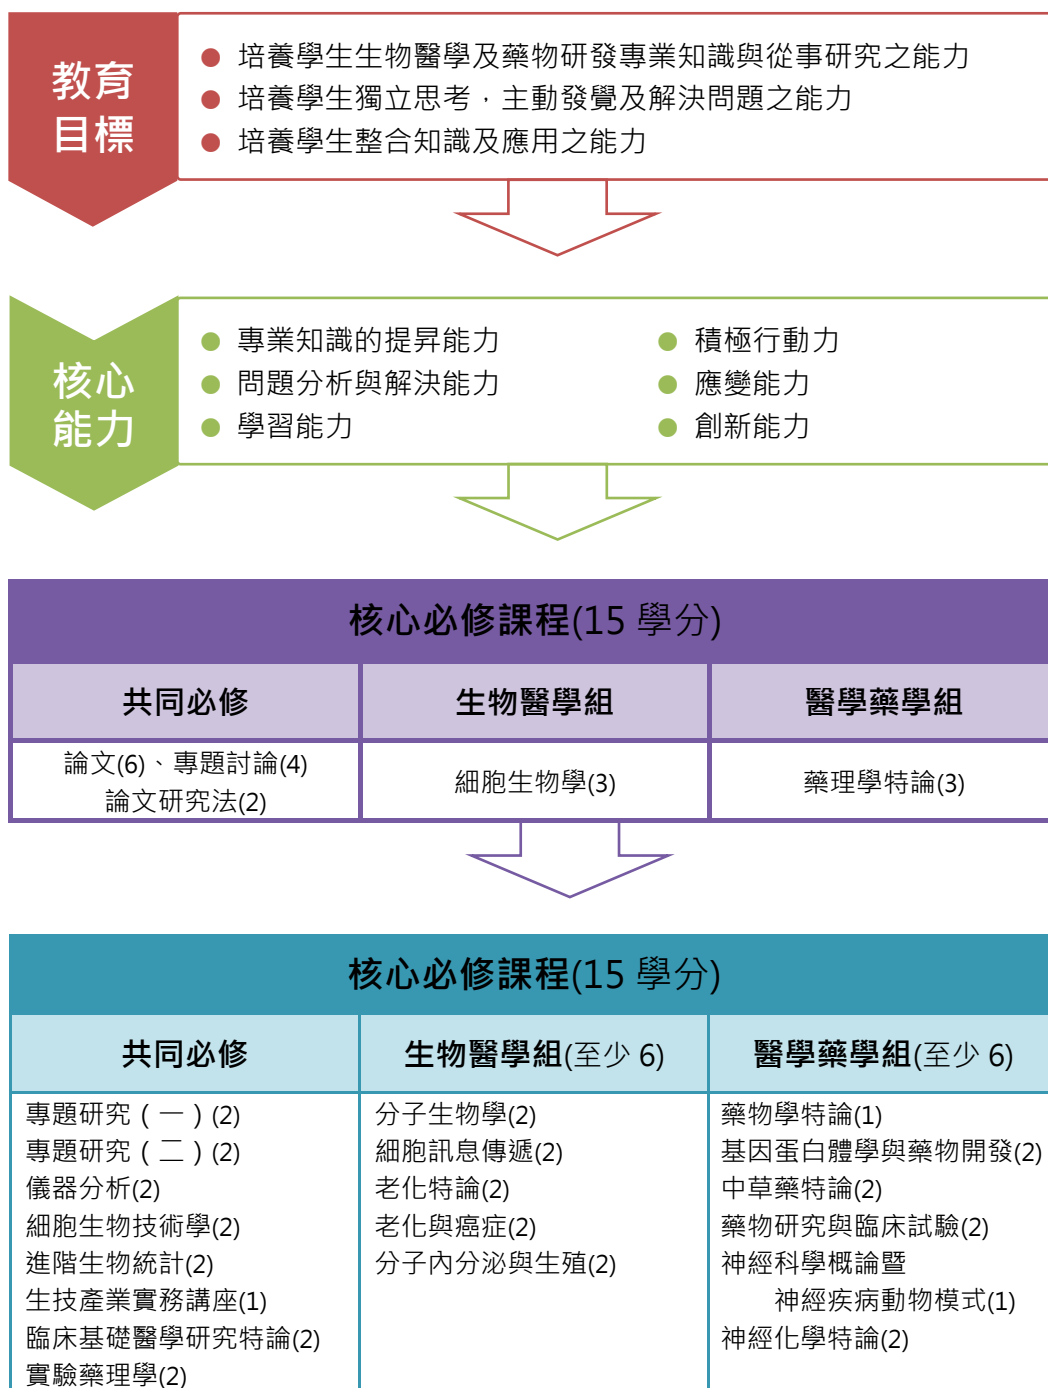 教育
目標
● 培養學生生物醫學及藥物研發專業知識與從事研究之能力
● 培養學生獨立思考，主動發覺及解決問題之能力
● 培養學生整合知識及應用之能力
核心
能力
● 專業知識的提昇能力
● 問題分析與解決能力
● 學習能力
● 積極行動力
● 應變能力
● 創新能力
核心必修課程(15 學分)
共同必修
論文(6)、專題討論(4)
論文研究法(2)
生物醫學組
細胞生物學(3)
醫學藥學組
藥理學特論(3)
核心必修課程(15 學分)
共同必修
專題研究（一）(2)
專題研究（二）(2)
儀器分析(2)
細胞生物技術學(2)
進階生物統計(2)
生技產業實務講座(1)
臨床基礎醫學研究特論(2)
實驗藥理學(2)
生物醫學組(至少 6)
分子生物學(2)
細胞訊息傳遞(2)
老化特論(2)
老化與癌症(2)
分子內分泌與生殖(2)
醫學藥學組(至少 6)
藥物學特論(1)
基因蛋白體學與藥物開發(2)
中草藥特論(2)
藥物研究與臨床試驗(2)
神經科學概論暨
神經疾病動物模式(1)
神經化學特論(2)